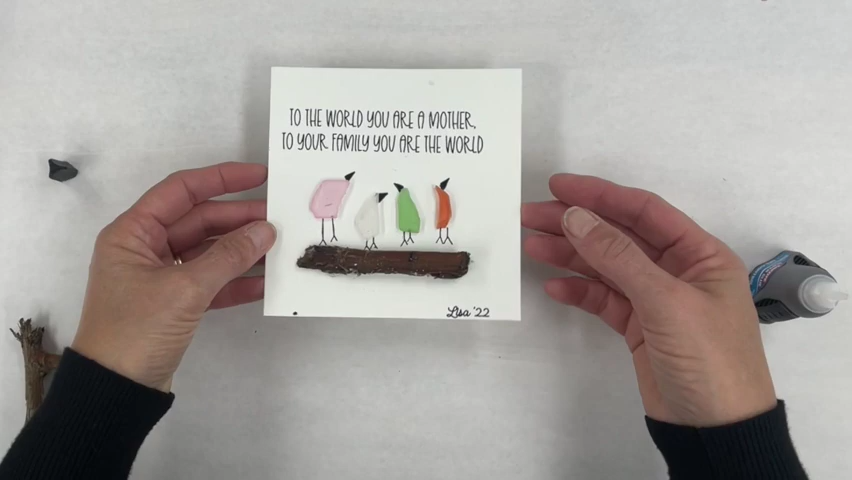 TO THE WORLD YOU ARE A MOTHER,
TO YOUR FAMILY YOU ARE THE WORLD
Lisa '22